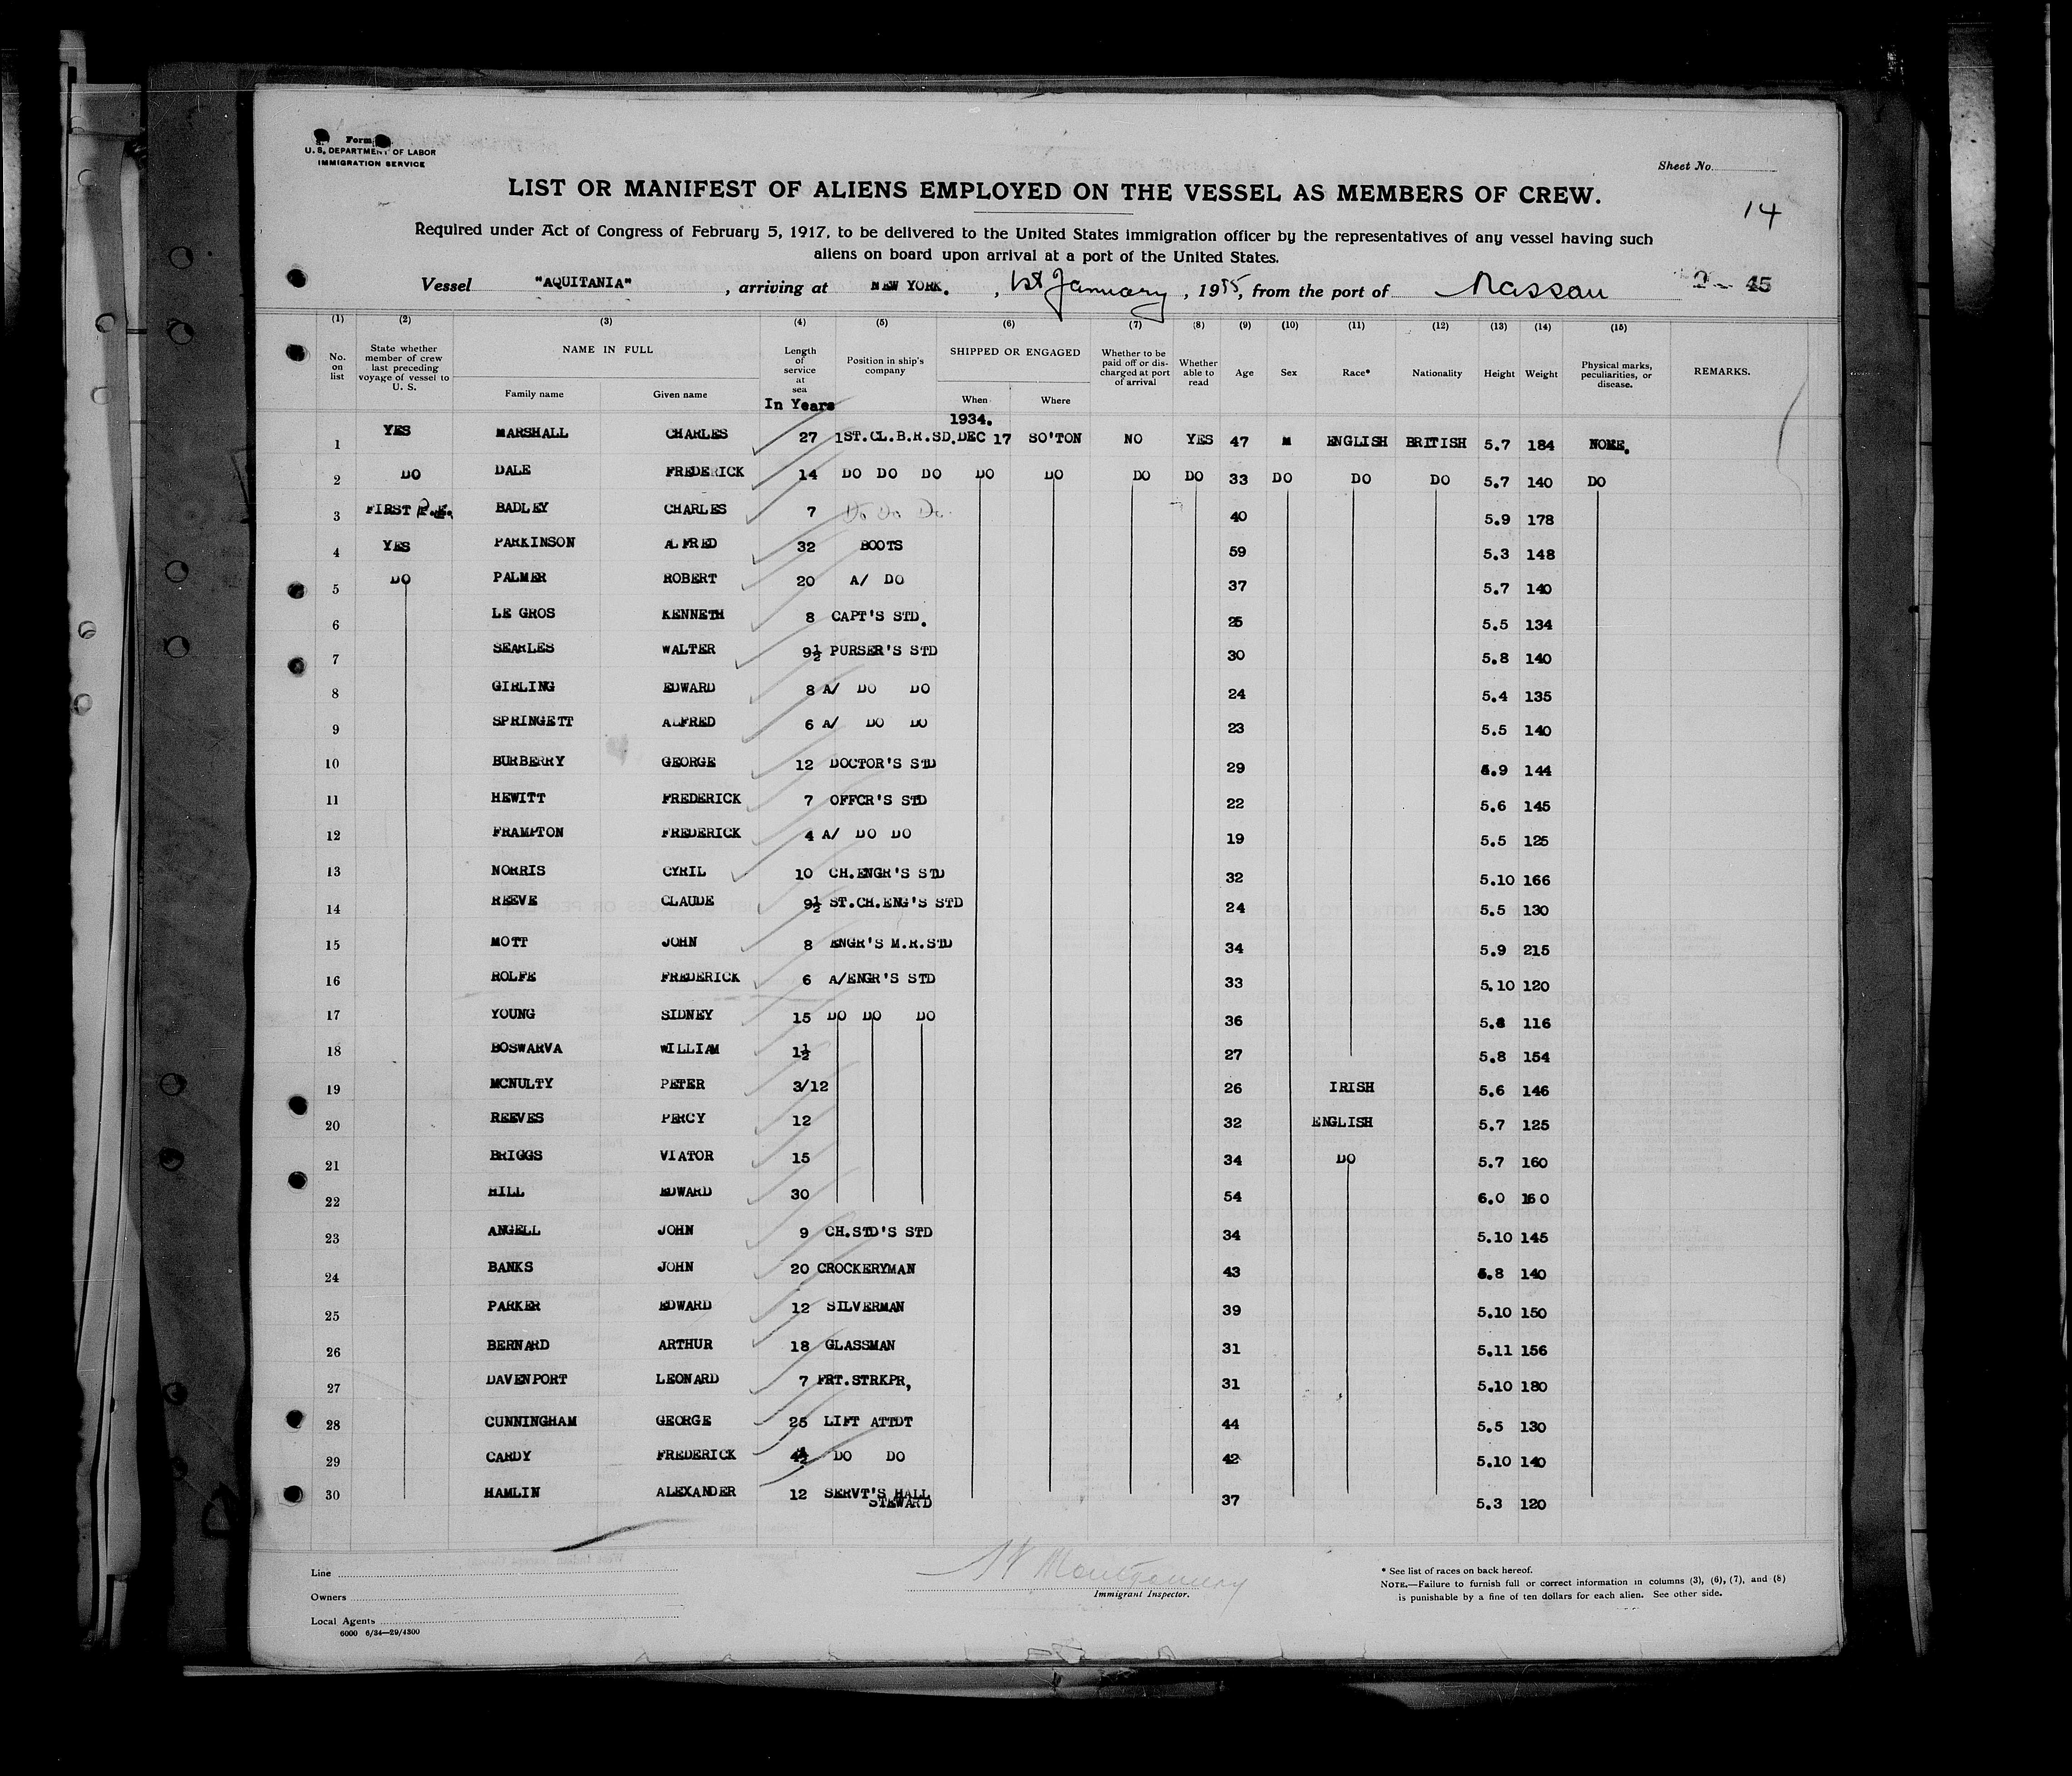 Form
U. S. DEPARTMENT OF LABOR
IMMIGRATION SERVICE
Sheet No.
LIST OR MANIFEST OF ALIENS EMPLOYED ON THE VESSEL AS MEMBERS OF CREW.
14
Required under Act of Congress of February 5, 1917, to be delivered to the United States immigration officer by the representatives of any vessel having such
aliens on board upon arrival at a port of the United States.
Vessel "AQUITANIA", arriving at NEW YORK., 1st January, 1935, from the port of Nassau 45
(1) (2) (3) (4) (5) (6) (7) (8) (9) (10) (11) (12) (13) (14) (15)
No. on list State whether member of crew last preceding voyage of vessel to U. S. NAME IN FULL Family name Given name Length of service at sea In Years Position in ship's company SHIPPED OR ENGAGED When Where Whether to be paid off or discharged at port of arrival Whether able to read Age Sex Race* Nationality Height Weight Physical marks, peculiarities, or disease. REMARKS.
1934.
1 YES MARSHALL CHARLES 27 1ST.CL.B.R.SD. DEC 17 SO'TON NO YES 47 M ENGLISH BRITISH 5.7 184 NONE.
2 DO DALE FREDERICK 14 DO DO DO DO DO DO DO 33 DO DO DO 5.7 140 DO
3 FIRST BADLEY CHARLES 7 Do Do Do 40 5.9 178
4 YES PARKINSON ALFRED 32 BOOTS 59 5.3 148
5 DO PALMER ROBERT 20 A/ DO 37 5.7 140
6 LE GROS KENNETH 8 CAPT'S STD. 25 5.5 134
7 SEARLES WALTER 9½ PURSER'S STD 30 5.8 140
8 GIRLING EDWARD 8 A/ DO DO 24 5.4 135
9 SPRINGETT ALFRED 6 A/ DO DO 23 5.5 140
10 BURBERRY GEORGE 12 DOCTOR'S STD 29 5.9 144
11 HEWITT FREDERICK 7 OFFCR'S STD 22 5.6 145
12 FRAMPTON FREDERICK 4 A/ DO DO 19 5.5 125
13 NORRIS CYRIL 10 CH.ENGR'S STD 32 5.10 166
14 REEVE CLAUDE 9½ ST.CH.ENG'S STD 24 5.5 130
15 MOTT JOHN 8 ENGR'S M.R.STD 34 5.9 215
16 ROLFE FREDERICK 6 A/ENGR'S STD 33 5.10 120
17 YOUNG SIDNEY 15 DO DO DO 36 116
18 BOSWARVA WILLIAM 1½ 27 5.8 154
19 MCNULTY PETER 3/12 26 IRISH 5.6 146
20 REEVES PERCY 12 32 ENGLISH 5.7 125
21 BRIGGS VIATOR 15 34 DO 5.7 160
22 HILL EDWARD 30 54 6.0 160
23 ANGELL JOHN 9 CH.STD'S STD 34 5.10 145
24 BANKS JOHN 20 CROCKERYMAN 43 5.8 140
25 PARKER EDWARD 12 SILVERMAN 39 5.10 150
26 BERNARD ARTHUR 18 GLASSMAN 31 5.11 156
27 DAVENPORT LEONARD 7 FRT.STRKPR, 31 5.10 180
28 CUNNINGHAM GEORGE 25 LIFT ATTDT 44 5.5 130
29 CARDY FREDERICK 4½ DO DO 42 5.10 140
30 HAMLIN ALEXANDER 12 SERVT'S HALL STEWARD 37 5.3 120
Line
Owners
Local Agents
6000 6/34—29/4300
Montgomery
Immigrant Inspector.
* See list of races on back hereof.
NOTE.—Failure to furnish full or correct information in columns (3), (6), (7), and (8)
is punishable by a fine of ten dollars for each alien. See other side.